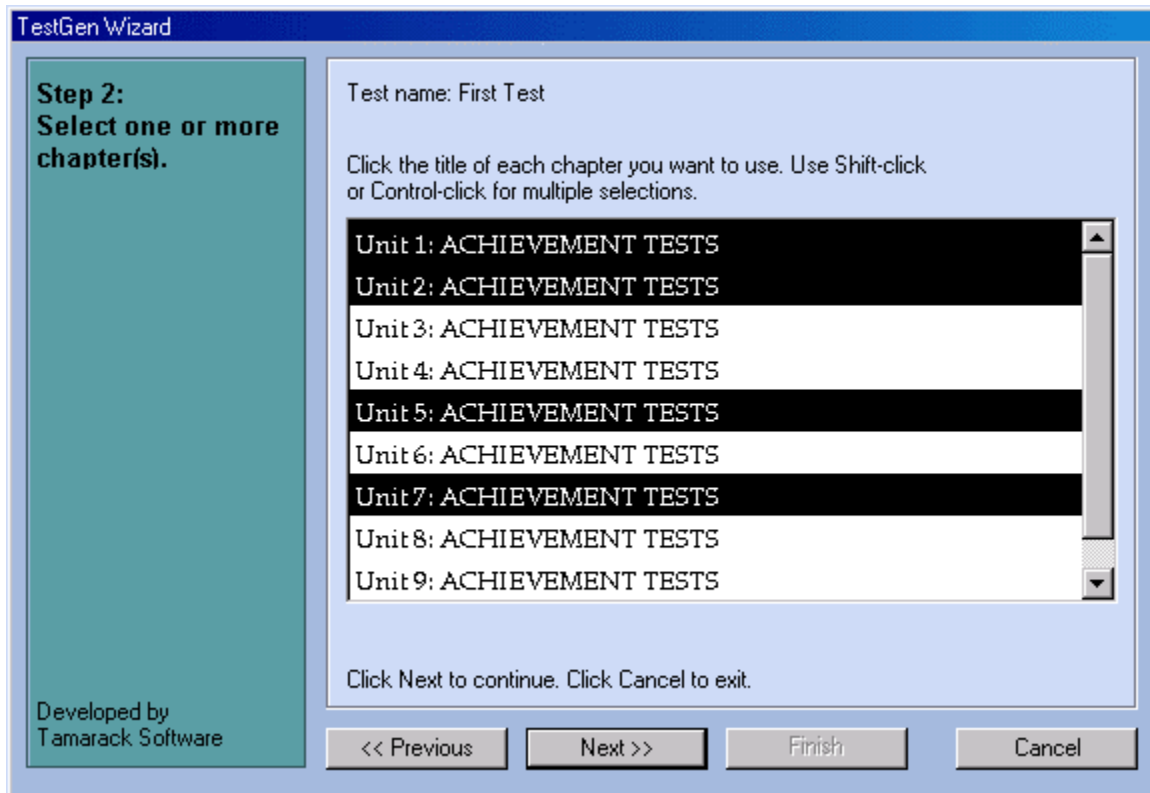 TestGen Wizard
Step 2:
Select one or more
chapter(s).
Test name: First Test
Click the title of each chapter you want to use. Use Shift-click
or Control-click for multiple selections.
Unit 1: ACHIEVEMENT TESTS
Unit 2: ACHIEVEMENT TESTS
Unit 3: ACHIEVEMENT TESTS
Unit 4: ACHIEVEMENT TESTS
Unit 5: ACHIEVEMENT TESTS
Unit 6: ACHIEVEMENT TESTS
Unit 7: ACHIEVEMENT TESTS
Unit 8: ACHIEVEMENT TESTS
Unit 9: ACHIEVEMENT TESTS
Click Next to continue. Click Cancel to exit.
Developed by
Tamarack Software
<< Previous
Next >>
Finish
Cancel